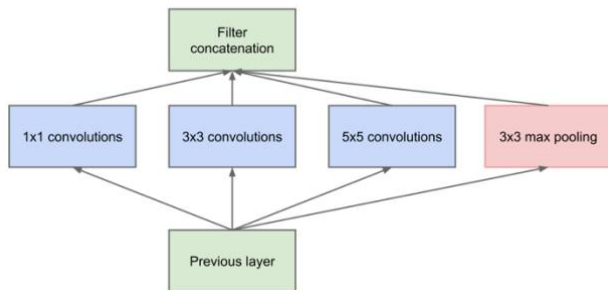 Filter
concatenation
1x1 convolutions
3x3 convolutions
5x5 convolutions
3x3 max pooling
Previous layer